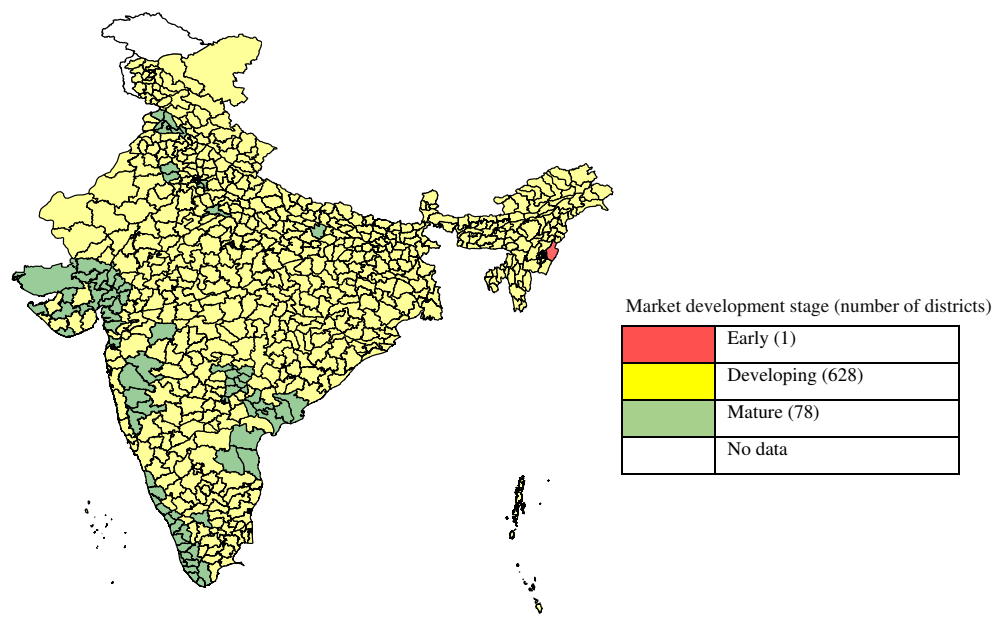 Market development stage (number of districts)
Early (1)
Developing (628)
Mature (78)
No data